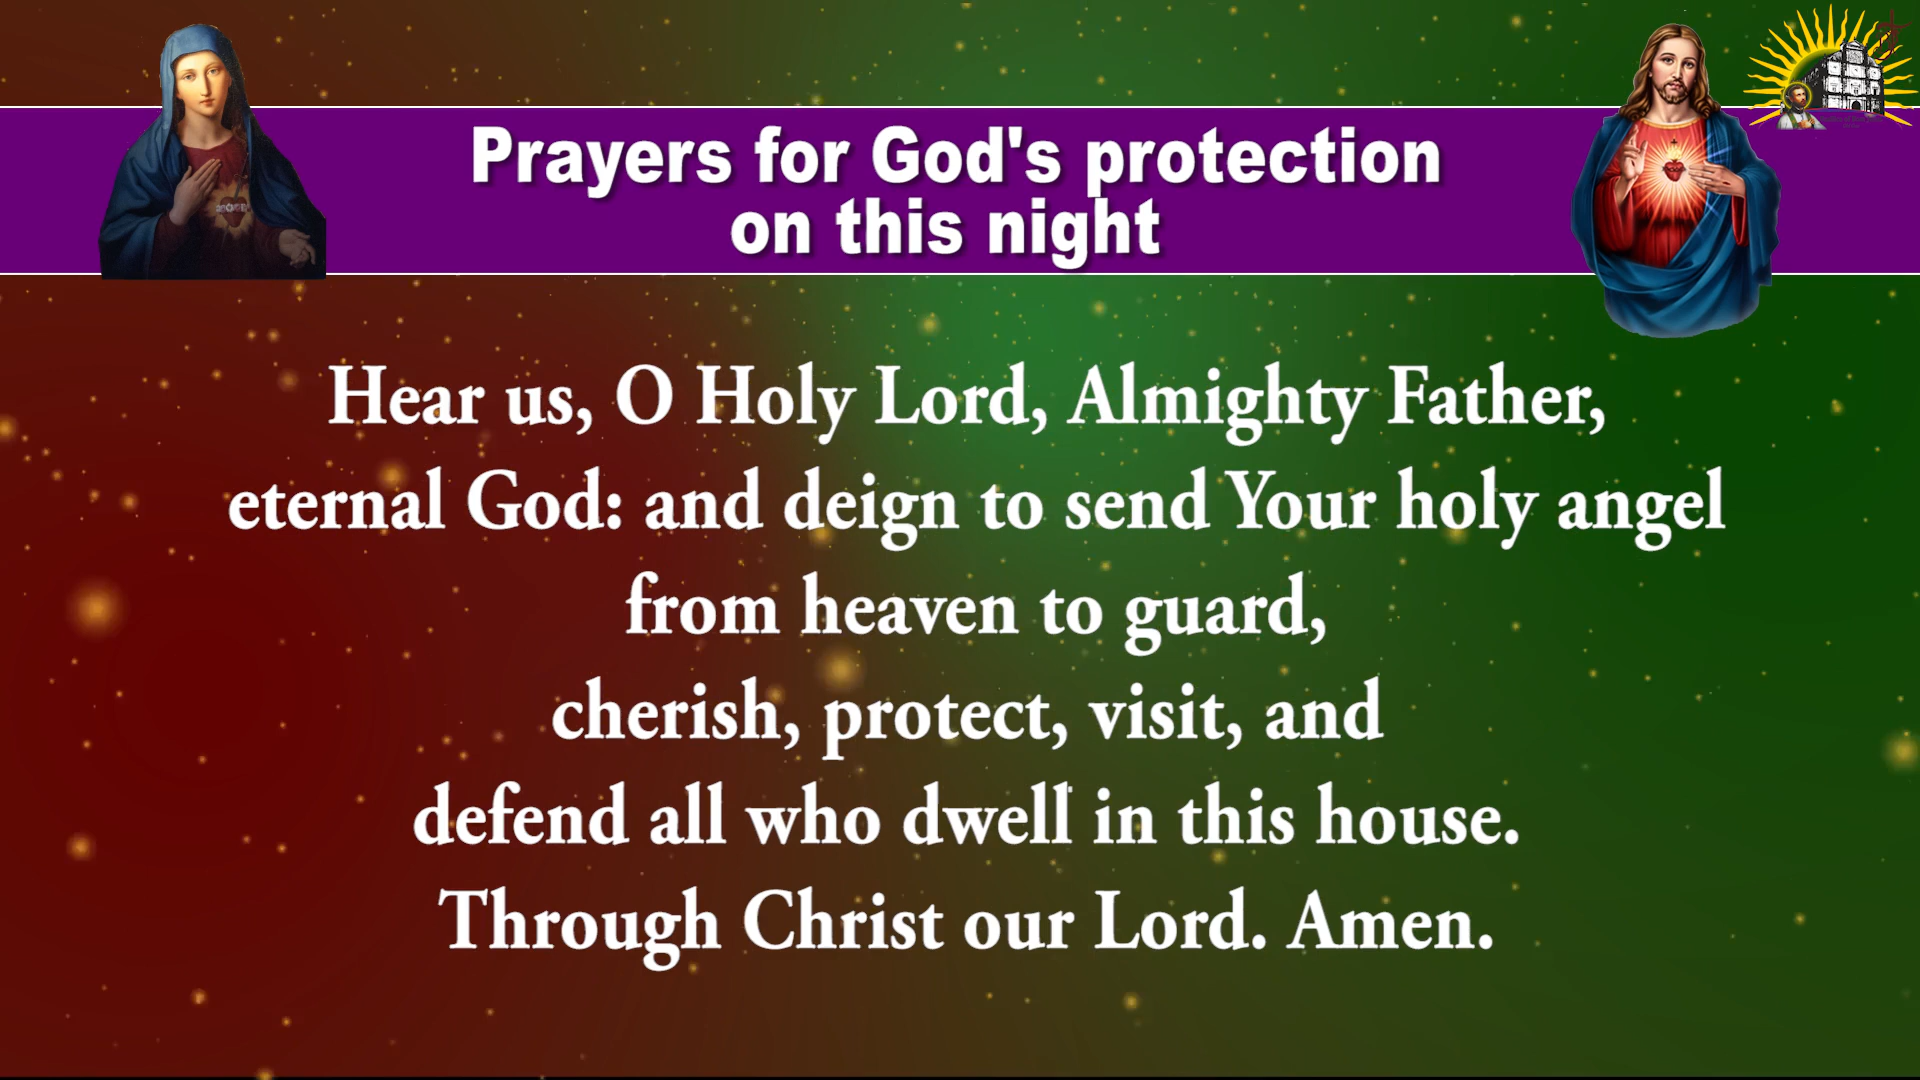 Prayers for God's protection
on this night
Hear us, O Holy Lord, Almighty Father,
eternal God: and deign to send Your holy angel
from heaven to guard,
cherish, protect, visit, and
defend all who dwell in this house.
Through Christ our Lord. Amen.